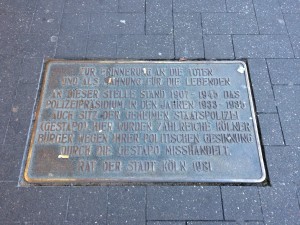 ZUR ERINNERUNG AN DIE TOTEN
UND ALS MAHNUNG FÜR DIE LEBENDEN
AN DIESER STELLE STAND 1907 - 1945 DAS
POLIZEIPRÄSIDIUM. IN DEN JAHREN 1933 - 1935
AUCH SITZ DER GEHEIMEN STAATSPOLIZEI
(GESTAPO). HIER WURDEN ZAHLREICHE KÖLNER
BÜRGER WEGEN IHRER POLITISCHEN GESINNUNG
DURCH DIE GESTAPO MISSHANDELT.
RAT DER STADT KÖLN 1981